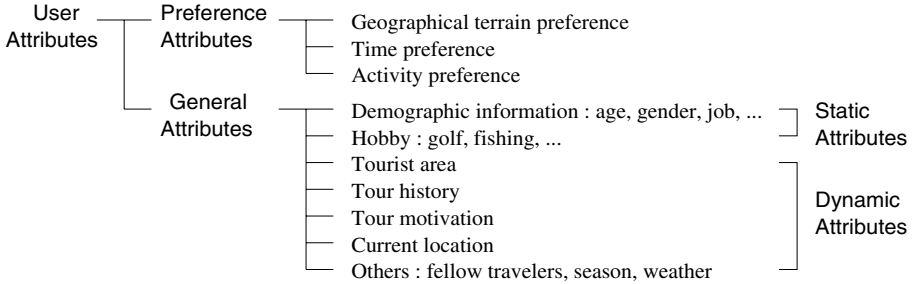 User
Attributes
Preference
Attributes
Geographical terrain preference
Time preference
Activity preference
General
Attributes
Demographic information : age, gender, job, ...
Hobby : golf, fishing, ...
Tourist area
Tour history
Tour motivation
Current location
Others : fellow travelers, season, weather
Static
Attributes
Dynamic
Attributes